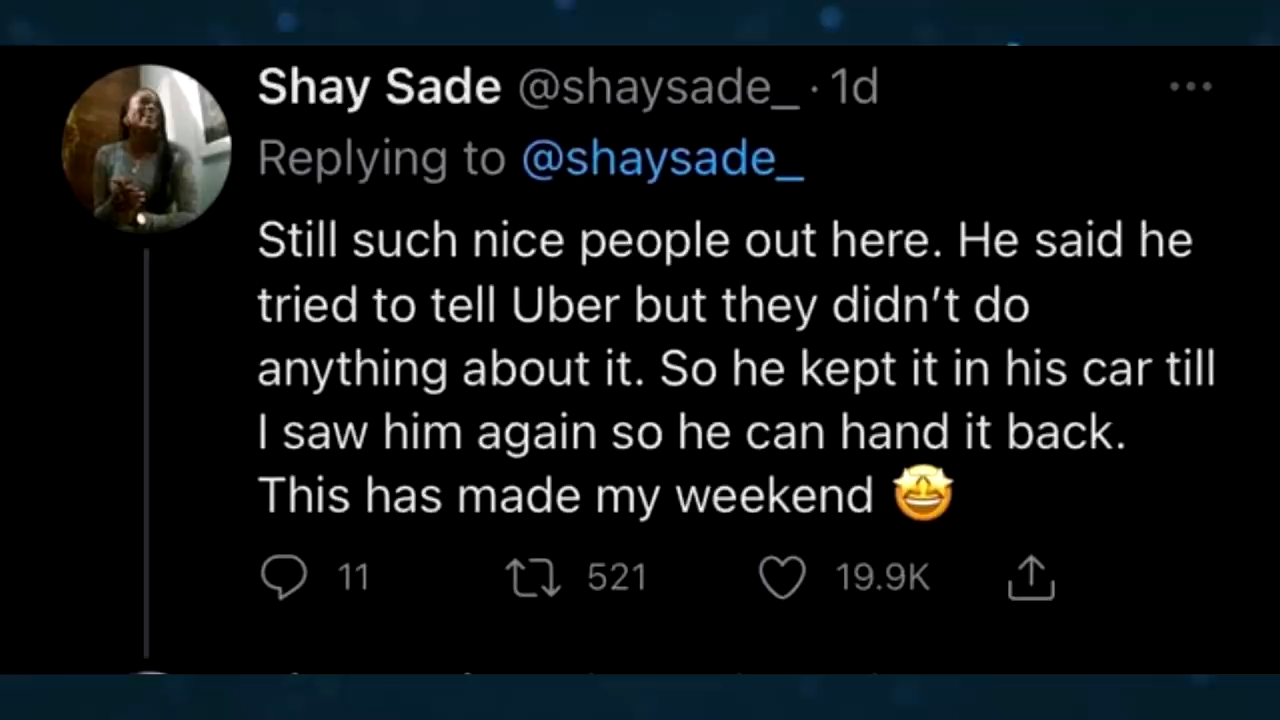 Shay Sade @shaysade_ · 1d
Replying to @shaysade_
Still such nice people out here. He said he
tried to tell Uber but they didn’t do
anything about it. So he kept it in his car till
I saw him again so he can hand it back.
This has made my weekend 🤩
11 521 19.9K